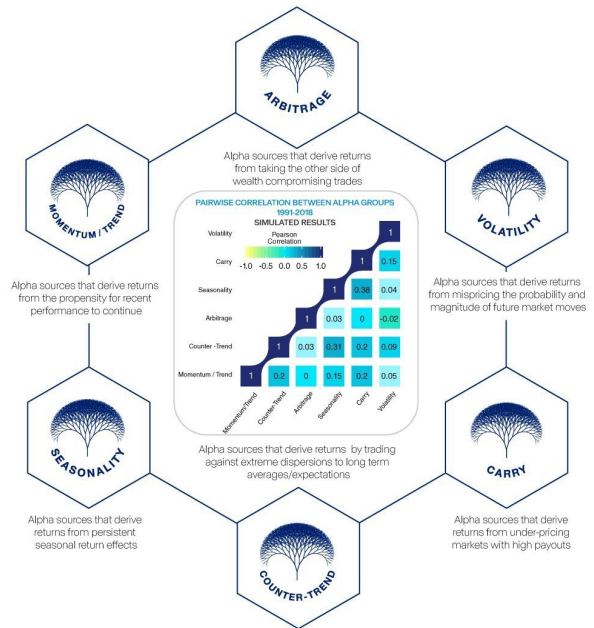 ARBITRAGE
Alpha sources that derive returns
from taking the other side of
wealth compromising trades
MOMENTUM / TREND
Alpha sources that derive returns
from the propensity for recent
performance to continue
VOLATILITY
Alpha sources that derive returns
from mispricing the probability and
magnitude of future market moves
PAIRWISE CORRELATION BETWEEN ALPHA GROUPS
1991-2018
SIMULATED RESULTS
Pearson
Correlation
-1.0 -0.5 0.0 0.5 1.0
Volatility 1
Carry 1 0.15
Seasonality 1 0.38 0.04
Arbitrage 1 0.03 0 -0.02
Counter -Trend 1 0.03 0.31 0.2 0.09
Momentum / Trend 1 0.2 0 0.15 0.2 0.05
Momentum/Trend Counter-Trend Arbitrage Seasonality Carry Volatility
Alpha sources that derive returns by trading
against extreme dispersions to long term
averages/expectations
SEASONALITY
Alpha sources that derive
returns from persistent
seasonal return effects
CARRY
Alpha sources that derive
returns from under-pricing
markets with high payouts
COUNTER-TREND